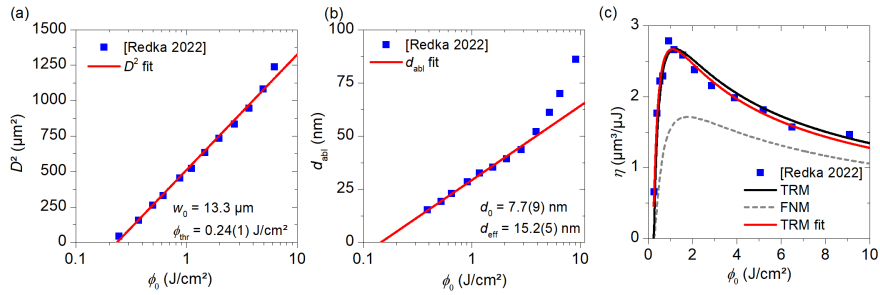 (a)
1500
1250
1000
750
500
250
0
D² (µm²)
[Redka 2022]
D² fit
w₀ = 13.3 µm
ϕthr = 0.24(1) J/cm²
0.1
1
10
ϕ₀ (J/cm²)
(b)
100
75
50
25
0
dabl (nm)
[Redka 2022]
dabl fit
d₀ = 7.7(9) nm
deff = 15.2(5) nm
0.1
1
10
ϕ₀ (J/cm²)
(c)
3
2
1
0
η (µm³/µJ)
[Redka 2022]
TRM
FNM
TRM fit
0 2 4 6 8 10
ϕ₀ (J/cm²)